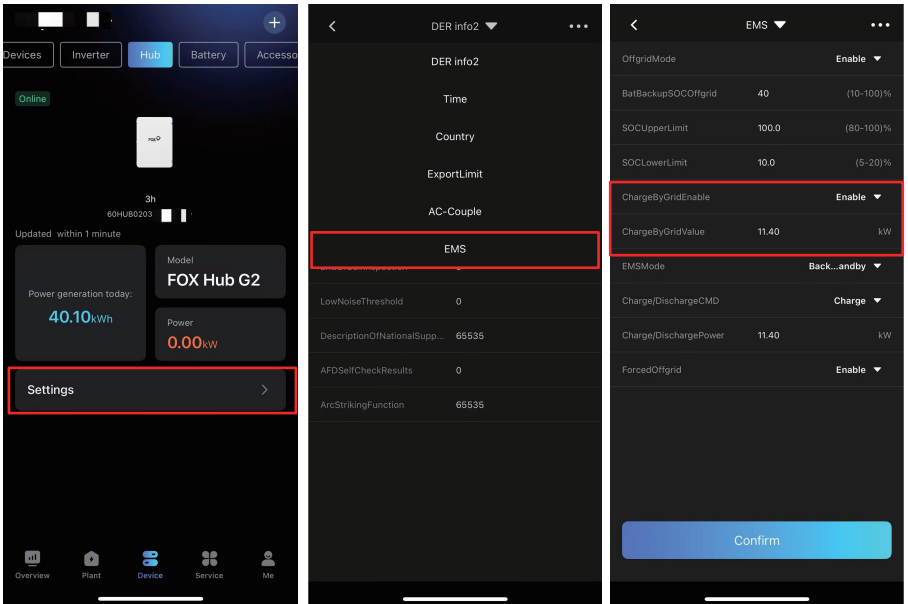 Devices Inverter Hub Battery Accesso
Online
FOX
3h
60HUB0203
Updated within 1 minute
Power generation today:
40.10kWh
Model
FOX Hub G2
Power
0.00kW
Settings
Overview Plant Device Service Me
DER info2
DER info2
Time
Country
ExportLimit
AC-Couple
EMS
LowNoiseThreshold 0
DescriptionOfNationalSupp... 65535
AFDSelfCheckResults 0
ArcStrikingFunction 65535
EMS
OffgridMode Enable
BatBackupSOCOffgrid 40 (10-100)%
SOCUpperLimit 100.0 (80-100)%
SOCLowerLimit 10.0 (5-20)%
ChargeByGridEnable Enable
ChargeByGridValue 11.40 kW
EMSMode Back...andby
Charge/DischargeCMD Charge
Charge/DischargePower 11.40 kW
ForcedOffgrid Enable
Confirm